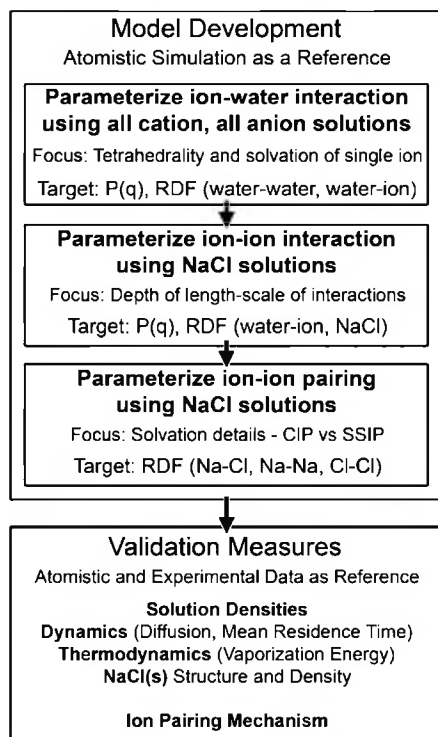 Model Development
Atomistic Simulation as a Reference
Parameterize ion-water interaction
using all cation, all anion solutions
Focus: Tetrahedrality and solvation of single ion
Target: P(q), RDF (water-water, water-ion)
Parameterize ion-ion interaction
using NaCl solutions
Focus: Depth of length-scale of interactions
Target: P(q), RDF (water-ion, NaCl)
Parameterize ion-ion pairing
using NaCl solutions
Focus: Solvation details - CIP vs SSIP
Target: RDF (Na-Cl, Na-Na, Cl-Cl)
Validation Measures
Atomistic and Experimental Data as Reference
Solution Densities
Dynamics (Diffusion, Mean Residence Time)
Thermodynamics (Vaporization Energy)
NaCl(s) Structure and Density
Ion Pairing Mechanism